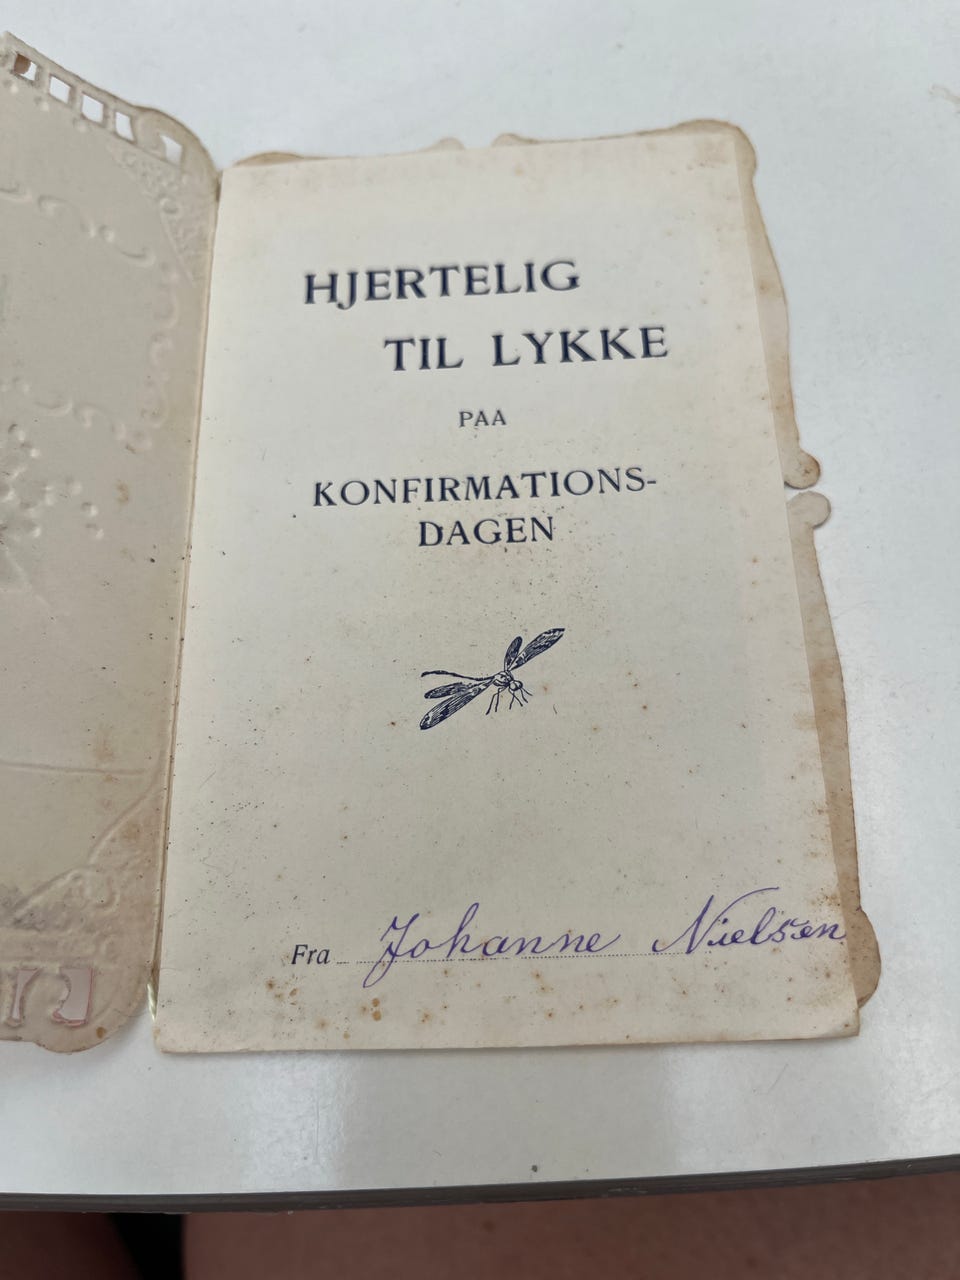 HJERTELIG
TIL LYKKE
PAA
KONFIRMATIONS-
DAGEN
Fra Johanne Nielsen